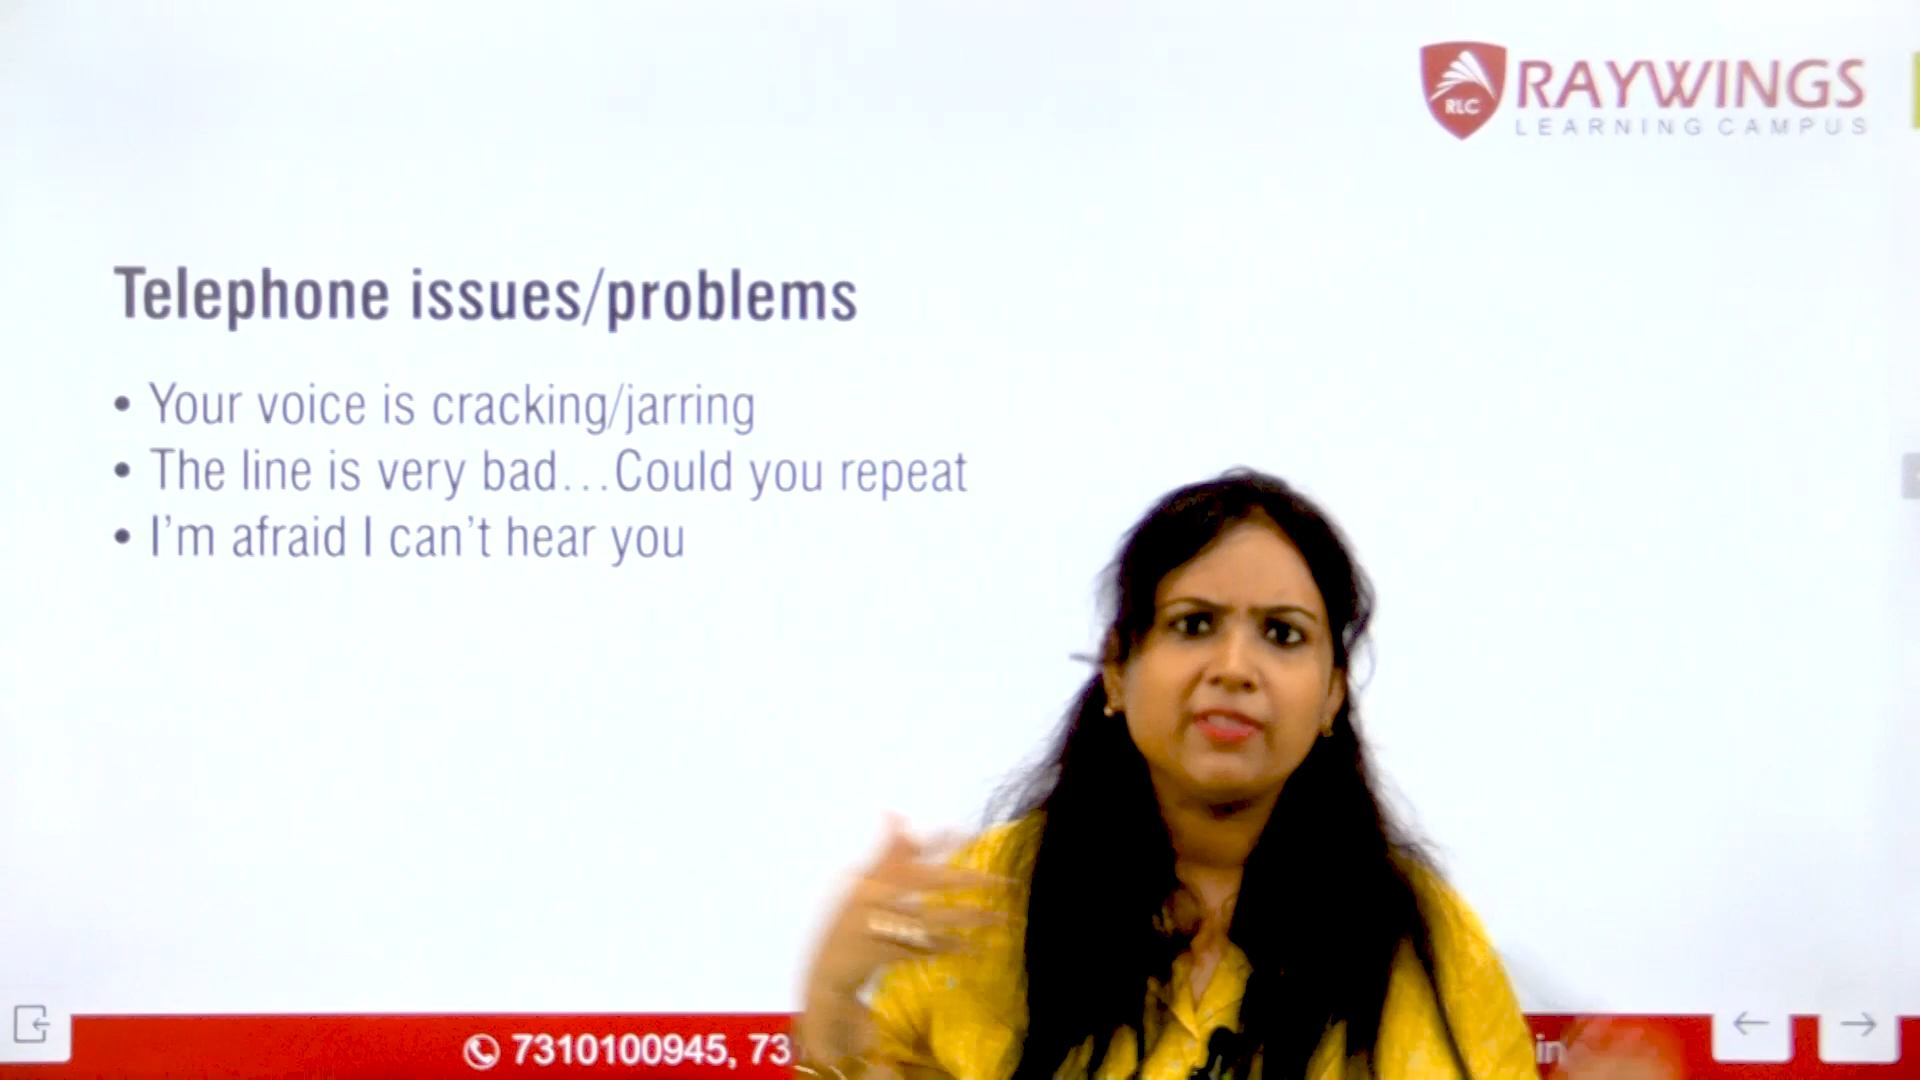 RAYWINGS
RLC
LEARNING CAMPUS
Telephone issues/problems
• Your voice is cracking/jarring
• The line is very bad...Could you repeat
• I'm afraid I can't hear you
7310100945, 73
in